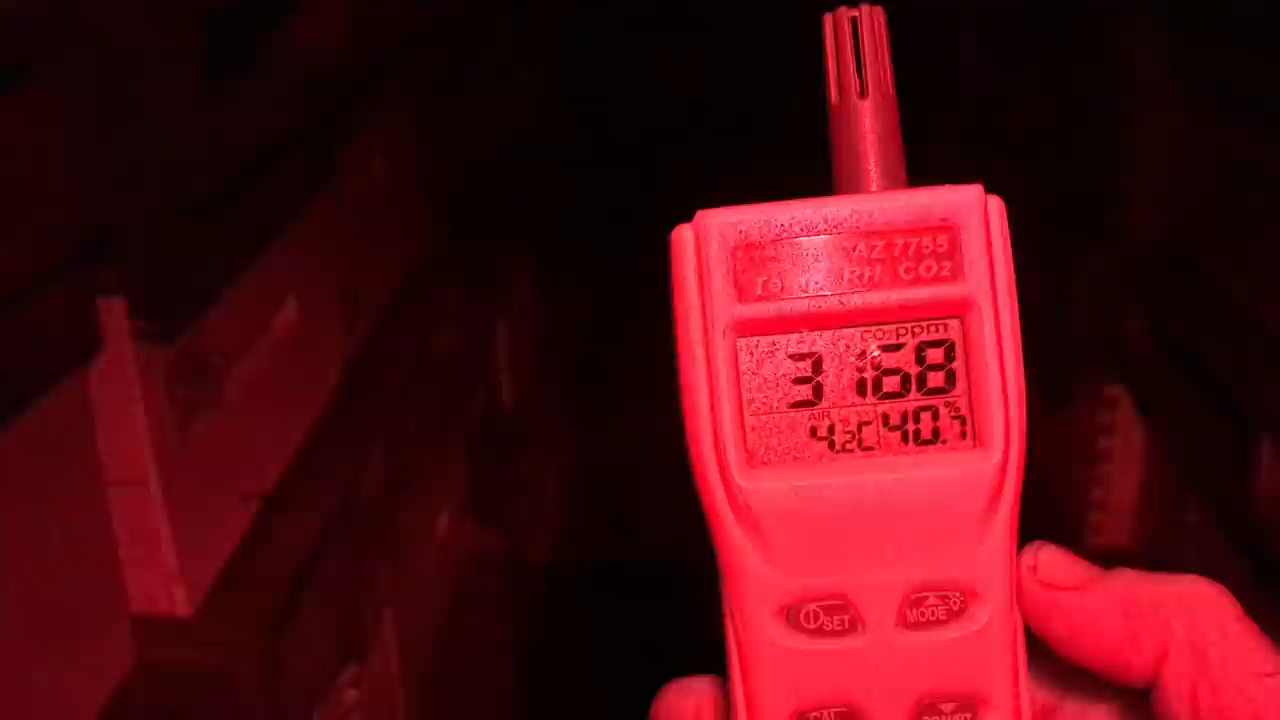 AZ 7755
RH CO2
CO2 ppm
3168
AIR
4.2C 40.7 %
SET
MODE